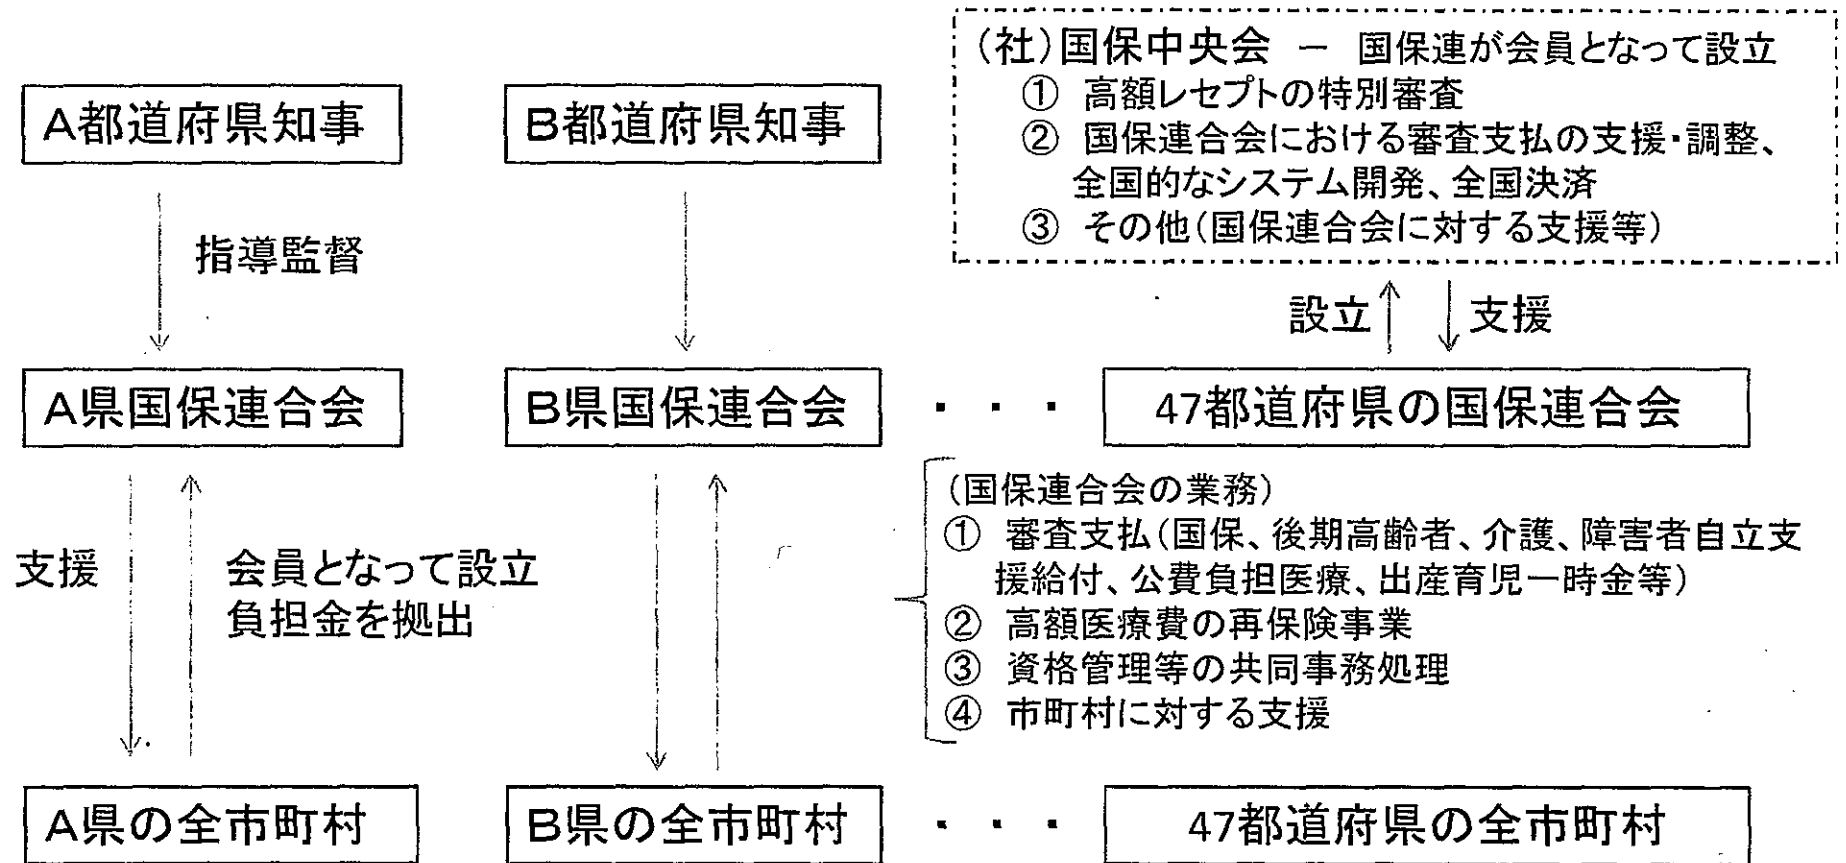 (社)国保中央会 － 国保連が会員となって設立
① 高額レセプトの特別審査
② 国保連合会における審査支払の支援・調整、
全国的なシステム開発、全国決済
③ その他(国保連合会に対する支援等)
A都道府県知事
B都道府県知事
指導監督
設立
支援
A県国保連合会
B県国保連合会
・ ・ ・
47都道府県の国保連合会
支援
会員となって設立
負担金を拠出
(国保連合会の業務)
① 審査支払(国保、後期高齢者、介護、障害者自立支
援給付、公費負担医療、出産育児一時金等)
② 高額医療費の再保険事業
③ 資格管理等の共同事務処理
④ 市町村に対する支援
A県の全市町村
B県の全市町村
・ ・ ・
47都道府県の全市町村